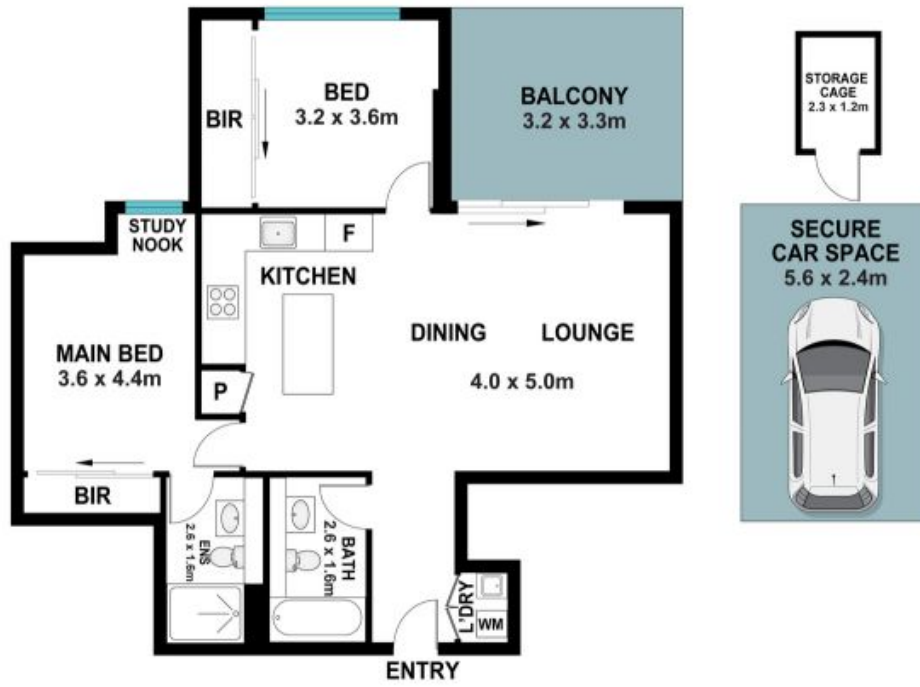 BED
3.2 x 3.6m
BIR
BALCONY
3.2 x 3.3m
STORAGE
CAGE
2.3 x 1.2m
STUDY
NOOK
F
KITCHEN
SECURE
CAR SPACE
5.6 x 2.4m
MAIN BED
3.6 x 4.4m
P
DINING
LOUNGE
4.0 x 5.0m
BIR
ENS
2.6 x 1.6m
BATH
2.6 x 1.6m
L'DRY
WM
ENTRY